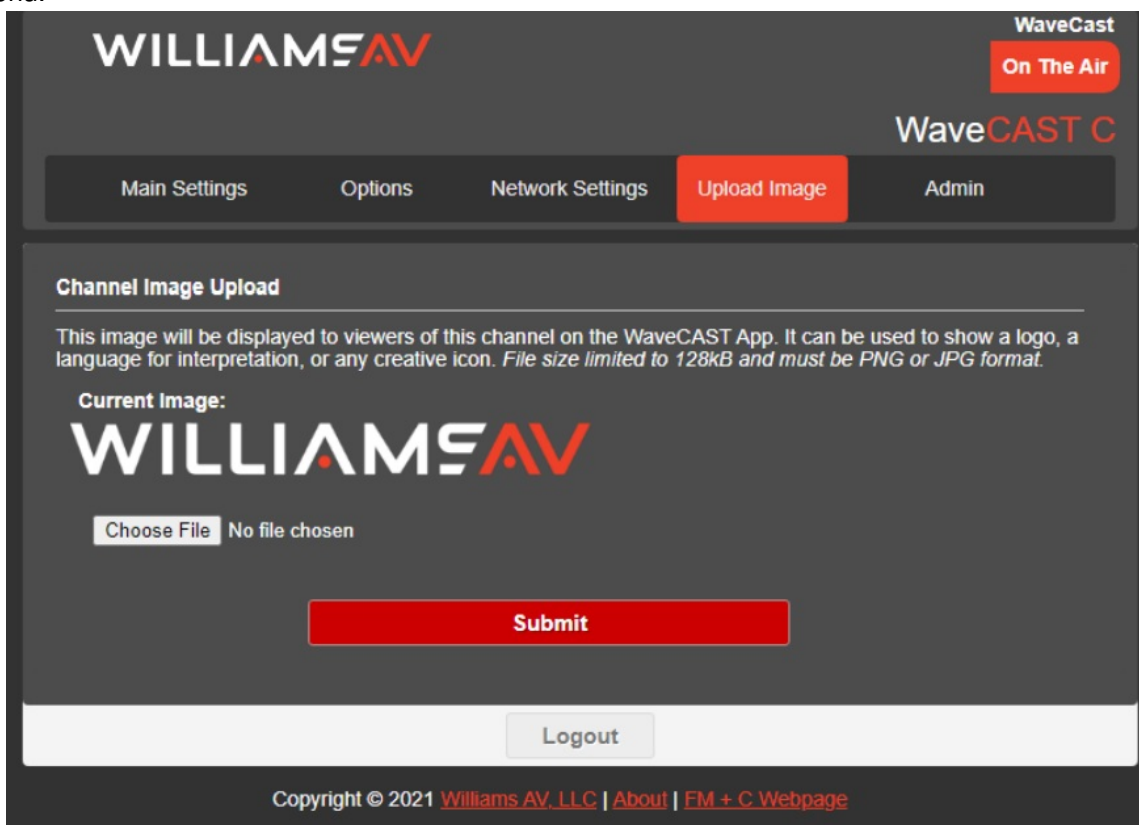 WILLIAMSAV
WaveCast
On The Air
WaveCAST C
Main Settings
Options
Network Settings
Upload Image
Admin
Channel Image Upload
This image will be displayed to viewers of this channel on the WaveCAST App. It can be used to show a logo, a
language for interpretation, or any creative icon. File size limited to 128kB and must be PNG or JPG format.
Current Image:
WILLIAMSAV
Choose File No file chosen
Submit
Logout
Copyright © 2021 Williams AV, LLC | About | FM + C Webpage